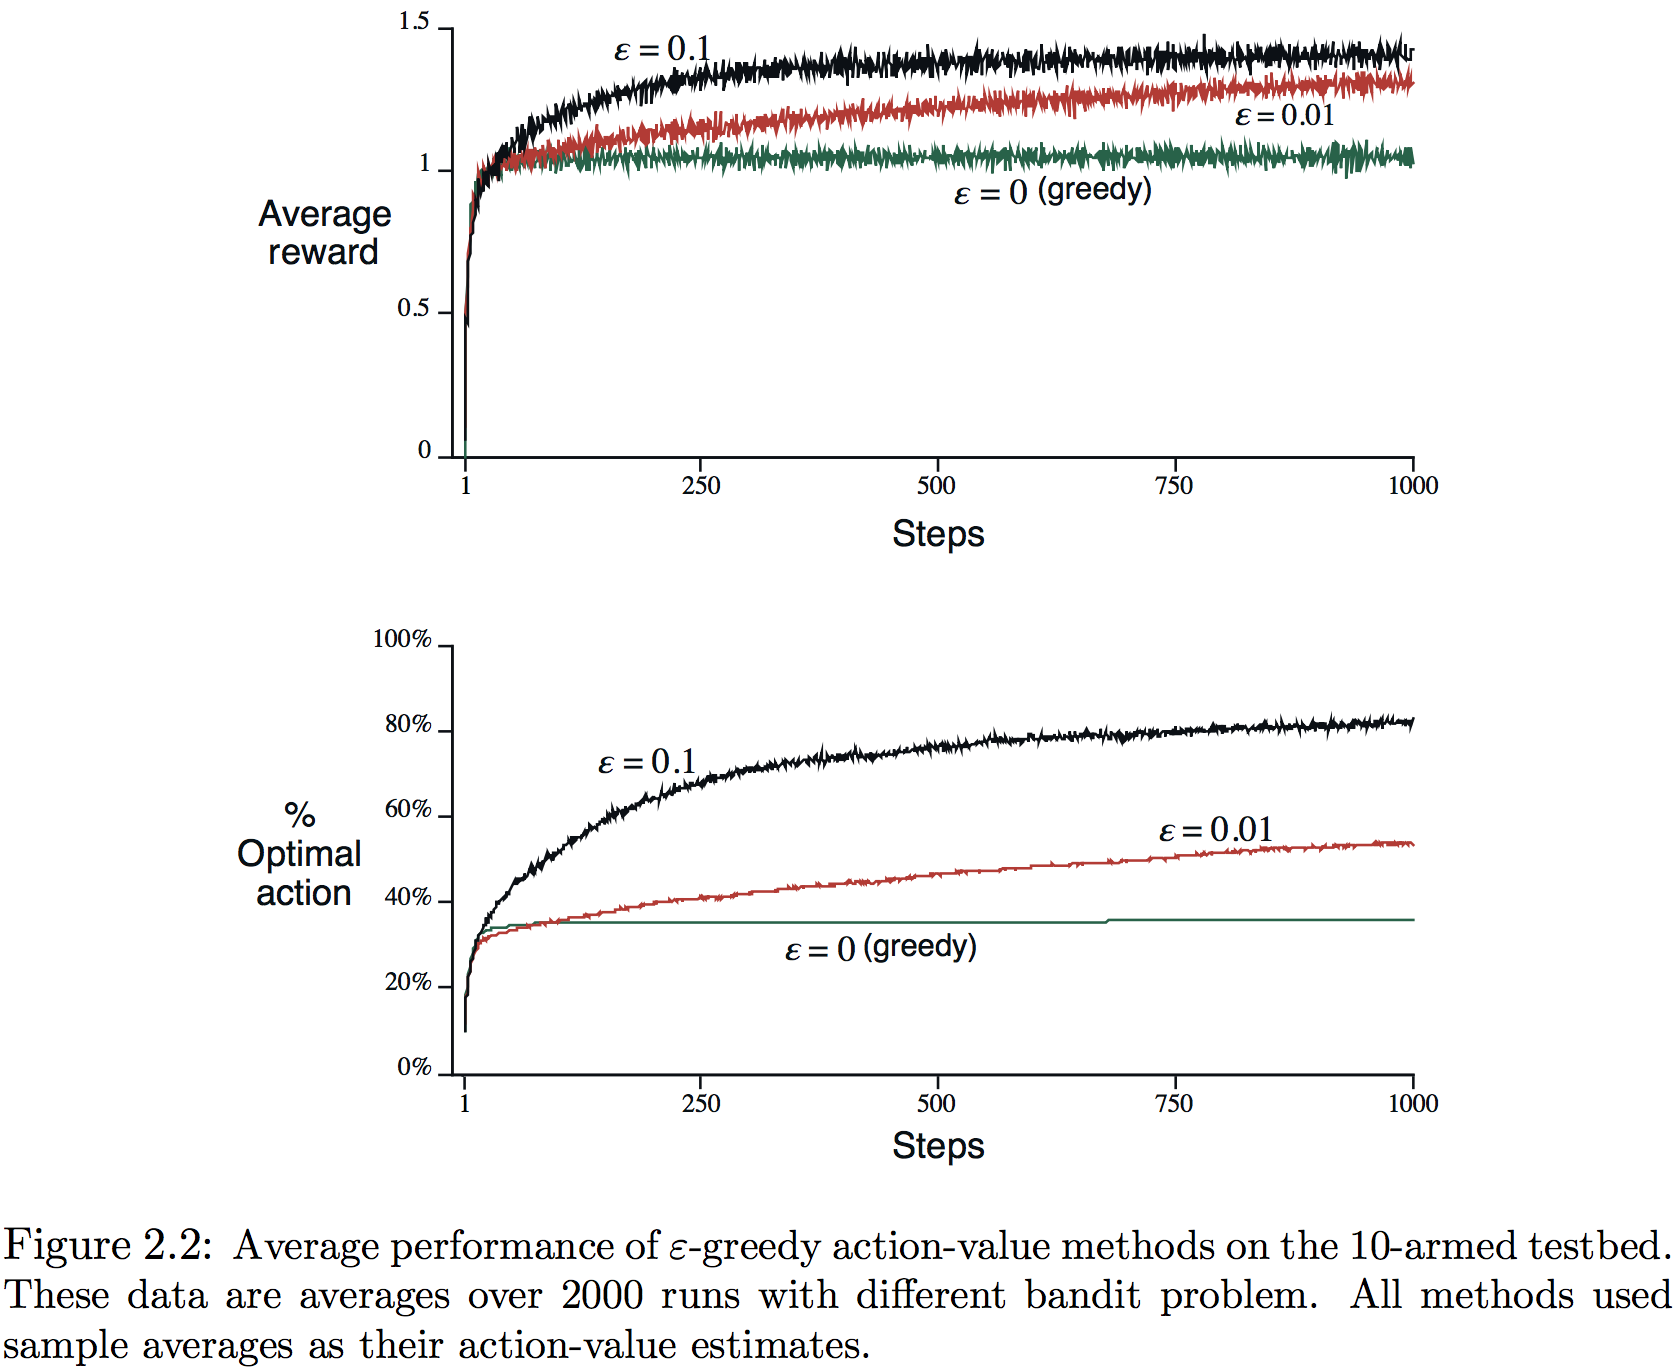 1.5
ε = 0.1
1
ε = 0.01
ε = 0 (greedy)
Average
reward
0.5
0
1 250 500 750 1000
Steps
100%
80%
ε = 0.1
%
Optimal
action
60%
ε = 0.01
40%
ε = 0 (greedy)
20%
0%
1 250 500 750 1000
Steps
Figure 2.2: Average performance of ε-greedy action-value methods on the 10-armed testbed.
These data are averages over 2000 runs with different bandit problem. All methods used
sample averages as their action-value estimates.